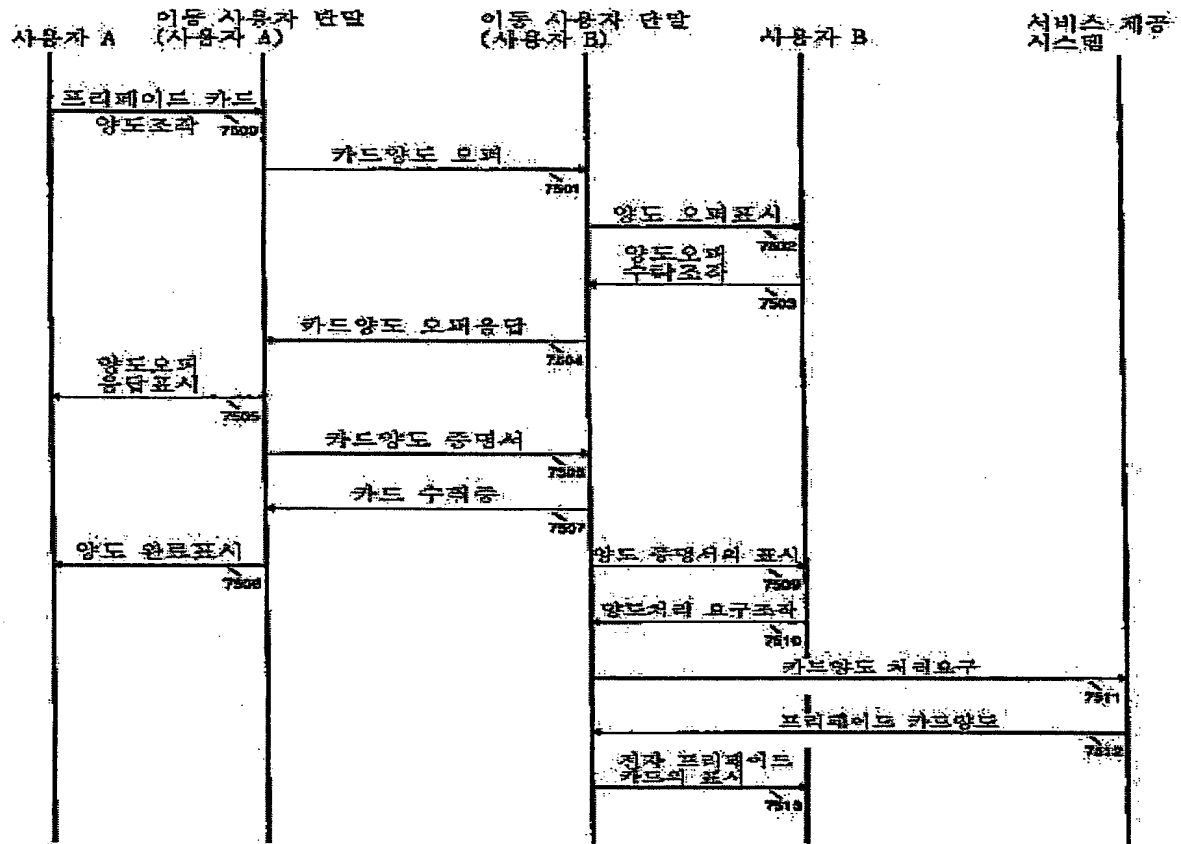 사용자 A
이동 사용자 단말
(사용자 A)
이동 사용자 단말
(사용자 B)
사용자 B
서비스 제공
시스템
프리페이드 카드
양도조작
7500
카드양도 오퍼
7501
양도 오퍼표시
7502
양도오퍼
수락조작
7503
카드양도 오퍼응답
7504
양도오퍼
응답표시
7505
카드양도 증명서
7506
카드 수령증
7507
양도 완료표시
7508
양도 증명서의 표시
7509
양도처리 요구조작
7510
카드양도 처리요구
7511
프리페이드 카드양도
7512
전자 프리페이드
카드의 표시
7513